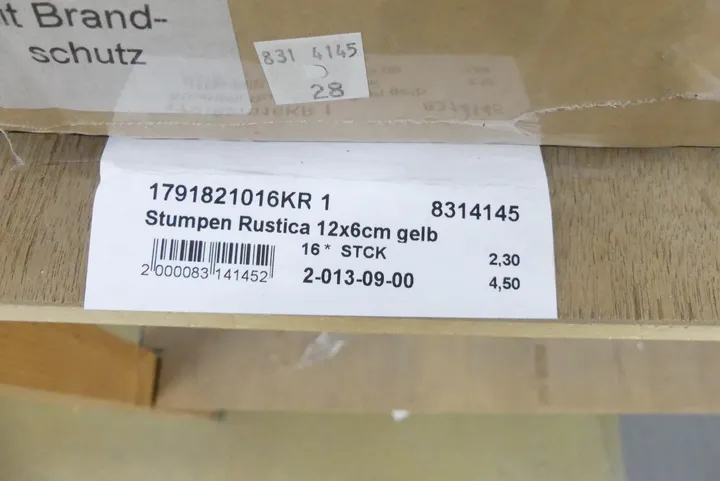 it Brand-
schutz
831 4145
28
1791821016KR 1
8314145
Stumpen Rustica 12x6cm gelb
16 * STCK
2,30
2 000083 141452
2-013-09-00
4,50